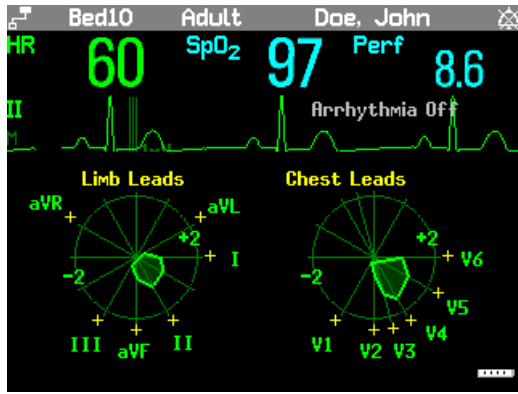 Bed10 Adult Doe, John
HR 60 SpO2 97 Perf 8.6
II Arrhythmia Off
M
Limb Leads Chest Leads
aVR aVL
+2 +2
I V6
-2 -2
V5
III aVF II V1 V2 V3 V4